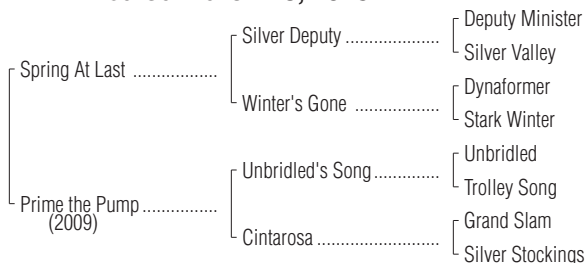 Deputy Minister
Silver Deputy ....................
Silver Valley
Spring At Last ..................
Dynaformer
Winter's Gone ..................
Stark Winter
Unbridled
Unbridled's Song ..............
Trolley Song
Prime the Pump ................
(2009)
Grand Slam
Cintarosa ..........................
Silver Stockings